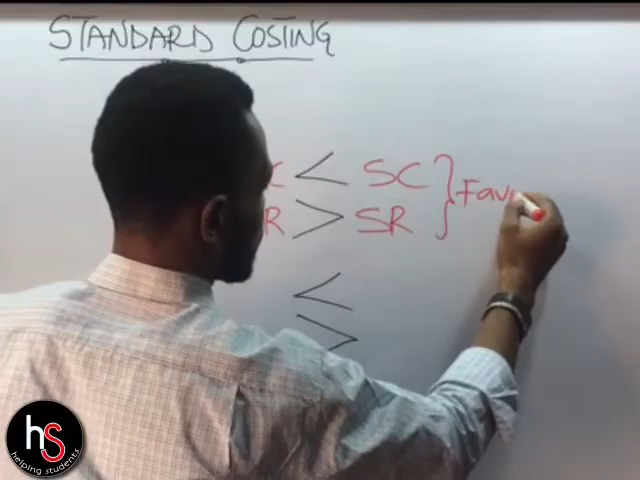 STANDARD COSTING
C < SC } Fav
R > SR
<
>
hs
helping students